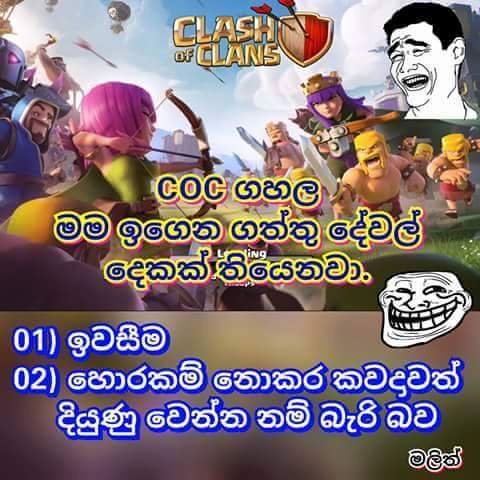 CLASH
OF
CLANS
COC ගහල
මම ඉගෙන ගත්තු දේවල්
දෙකක් තියෙනවා.
01) ඉවසීම
02) හොරකම් නොකර කවදාවත්
දියුණු වෙන්න නම් බැරි බව
මලිත්